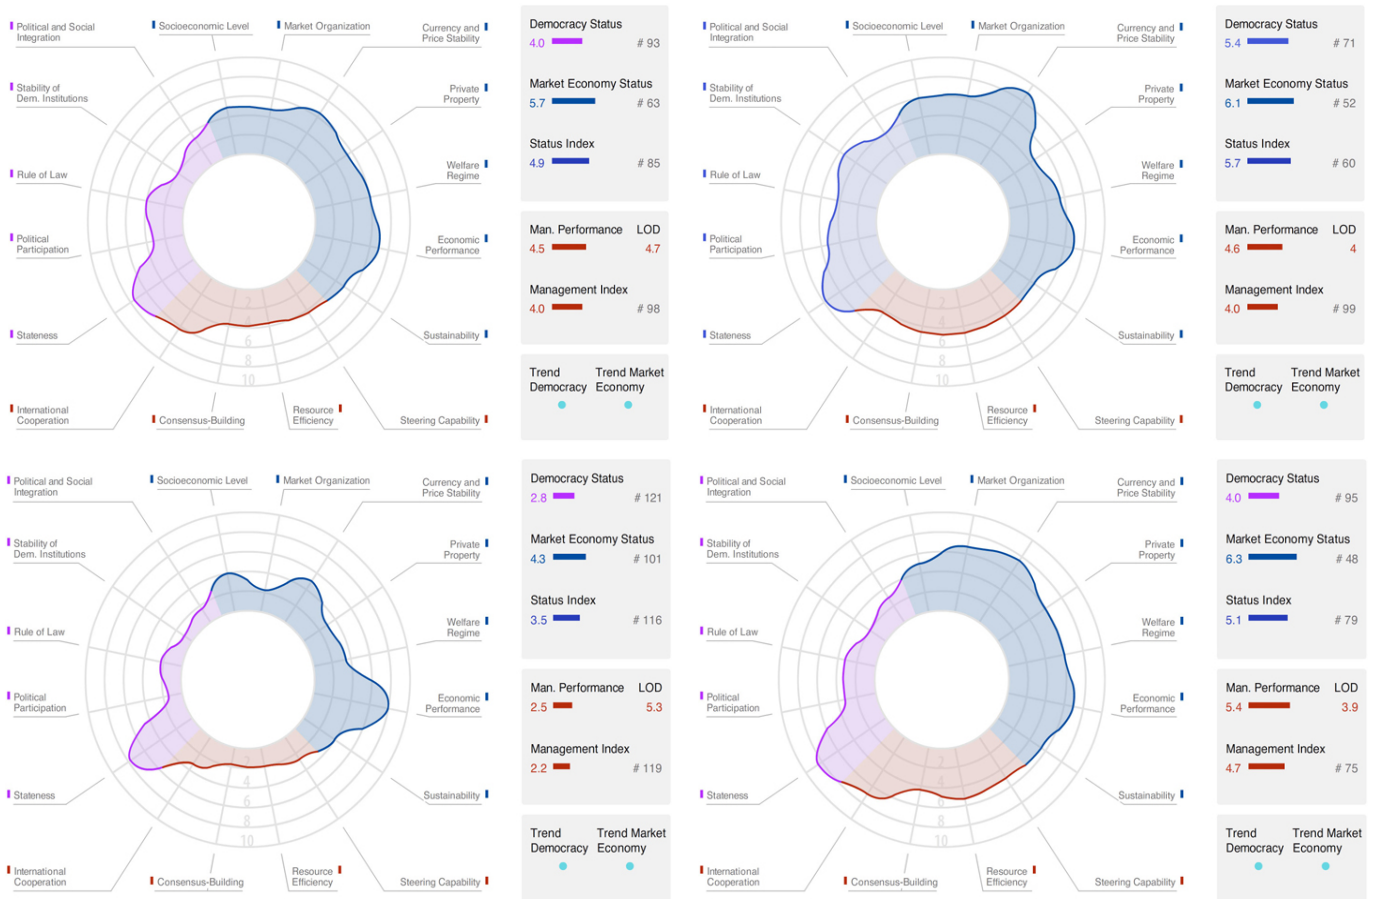 Political and Social
Integration
Socioeconomic Level
Market Organization
Currency and
Price Stability
Stability of
Dem. Institutions
Private
Property
Rule of Law
Welfare
Regime
Political
Participation
Economic
Performance
Stateness
Sustainability
International
Cooperation
Consensus-Building
Resource
Efficiency
Steering Capability
2
4
6
8
10
Democracy Status
4.0 # 93
Market Economy Status
5.7 # 63
Status Index
4.9 # 85
Man. Performance LOD
4.5 4.7
Management Index
4.0 # 98
Trend
Democracy
Trend Market
Economy
Political and Social
Integration
Socioeconomic Level
Market Organization
Currency and
Price Stability
Stability of
Dem. Institutions
Private
Property
Rule of Law
Welfare
Regime
Political
Participation
Economic
Performance
Stateness
Sustainability
International
Cooperation
Consensus-Building
Resource
Efficiency
Steering Capability
2
4
6
8
10
Democracy Status
5.4 # 71
Market Economy Status
6.1 # 52
Status Index
5.7 # 60
Man. Performance LOD
4.6 4
Management Index
4.0 # 99
Trend
Democracy
Trend Market
Economy
Political and Social
Integration
Socioeconomic Level
Market Organization
Currency and
Price Stability
Stability of
Dem. Institutions
Private
Property
Rule of Law
Welfare
Regime
Political
Participation
Economic
Performance
Stateness
Sustainability
International
Cooperation
Consensus-Building
Resource
Efficiency
Steering Capability
2
4
6
8
10
Democracy Status
2.8 # 121
Market Economy Status
4.3 # 101
Status Index
3.5 # 116
Man. Performance LOD
2.5 5.3
Management Index
2.2 # 119
Trend
Democracy
Trend Market
Economy
Political and Social
Integration
Socioeconomic Level
Market Organization
Currency and
Price Stability
Stability of
Dem. Institutions
Private
Property
Rule of Law
Welfare
Regime
Political
Participation
Economic
Performance
Stateness
Sustainability
International
Cooperation
Consensus-Building
Resource
Efficiency
Steering Capability
2
4
6
8
10
Democracy Status
4.0 # 95
Market Economy Status
6.3 # 48
Status Index
5.1 # 79
Man. Performance LOD
5.4 3.9
Management Index
4.7 # 75
Trend
Democracy
Trend Market
Economy